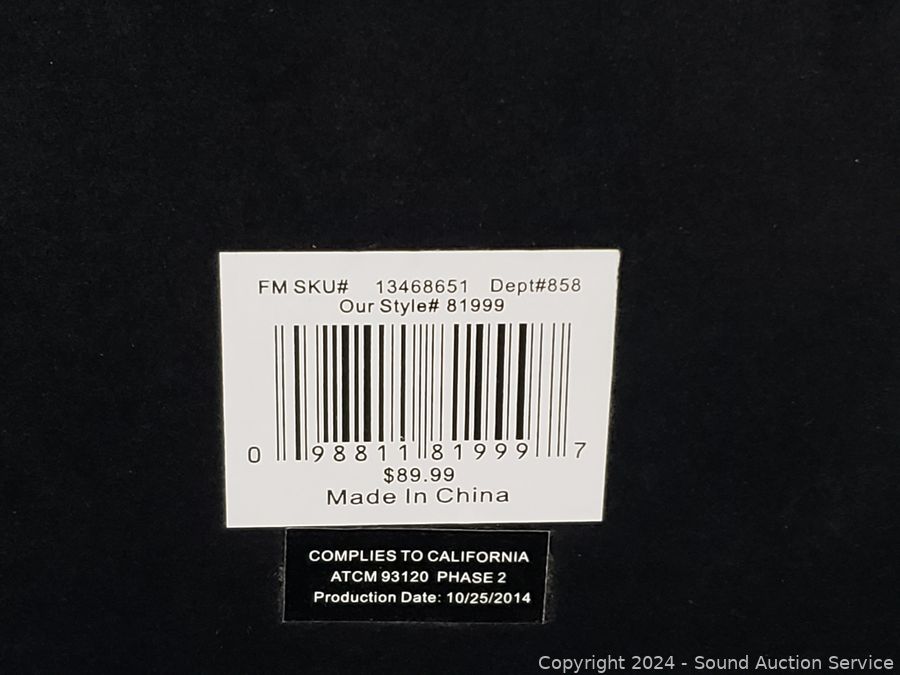 FM SKU# 13468651 Dept#858
Our Style# 81999
0 98811 81999 7
$89.99
Made In China
COMPLIES TO CALIFORNIA
ATCM 93120 PHASE 2
Production Date: 10/25/2014
Copyright 2024 - Sound Auction Service